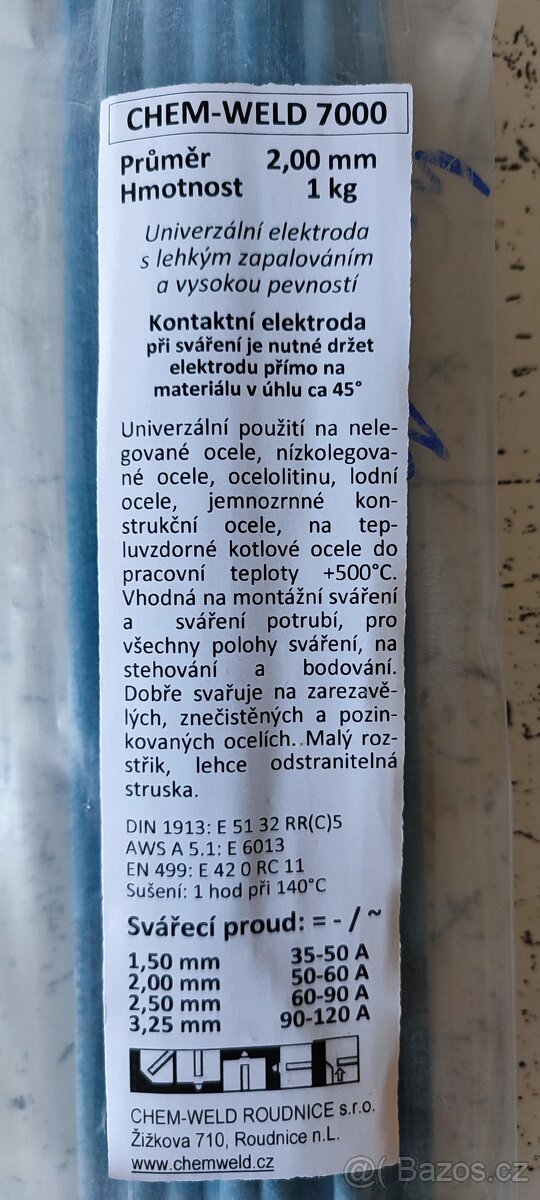 CHEM-WELD 7000
Průměr 2,00 mm
Hmotnost 1 kg
Univerzální elektroda
s lehkým zapalováním
a vysokou pevností
Kontaktní elektroda
při sváření je nutné držet
elektrodu přímo na
materiálu v úhlu ca 45°
Univerzální použití na nele-
gované ocele, nízkolegova-
né ocele, ocelolitinu, lodní
ocele, jemnozrnné kon-
strukční ocele, na tep-
luvzdorné kotlové ocele do
pracovní teploty +500°C.
Vhodná na montážní sváření
a sváření potrubí, pro
všechny polohy sváření, na
stehování a bodování.
Dobře svařuje na zarezavě-
lých, znečistěných a pozin-
kovaných ocelích. Malý roz-
střik, lehce odstranitelná
struska.
DIN 1913: E 51 32 RR(C)5
AWS A 5.1: E 6013
EN 499: E 42 0 RC 11
Sušení: 1 hod při 140°C
Svářecí proud: = - / ~
1,50 mm 35-50 A
2,00 mm 50-60 A
2,50 mm 60-90 A
3,25 mm 90-120 A
CHEM-WELD ROUDNICE s.r.o.
Žižkova 710, Roudnice n.L.
www.chemweld.cz
Bazos.cz